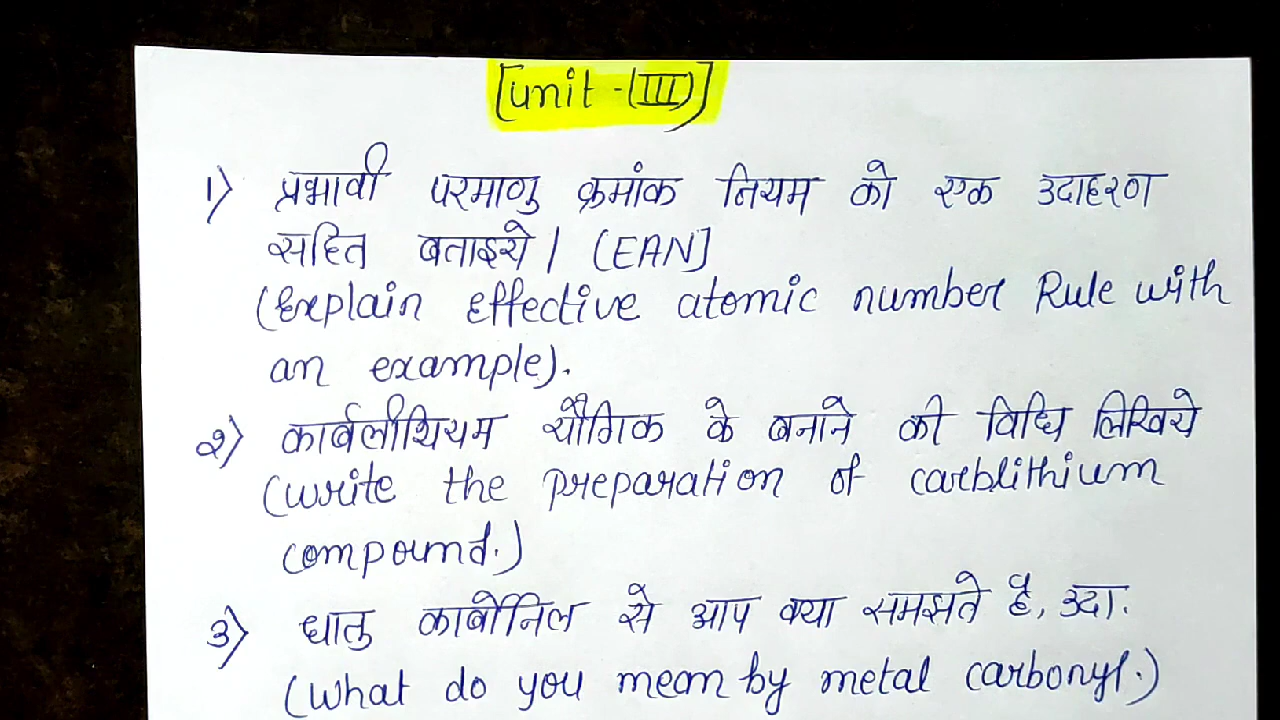 [unit-(III)]
1) प्रभावी परमाणु क्रमांक नियम को एक उदाहरण
सहित बताइये। (EAN]
(Explain effective atomic number Rule with
an example).
2) कार्बलीथियम यौगिक के बनाने की विधि लिखिये
(write the preparation of carblithium
compound.)
3) धातु कार्बोनिल से आप क्या समझते है, उदा.
(What do you mean by metal carbonyl.)